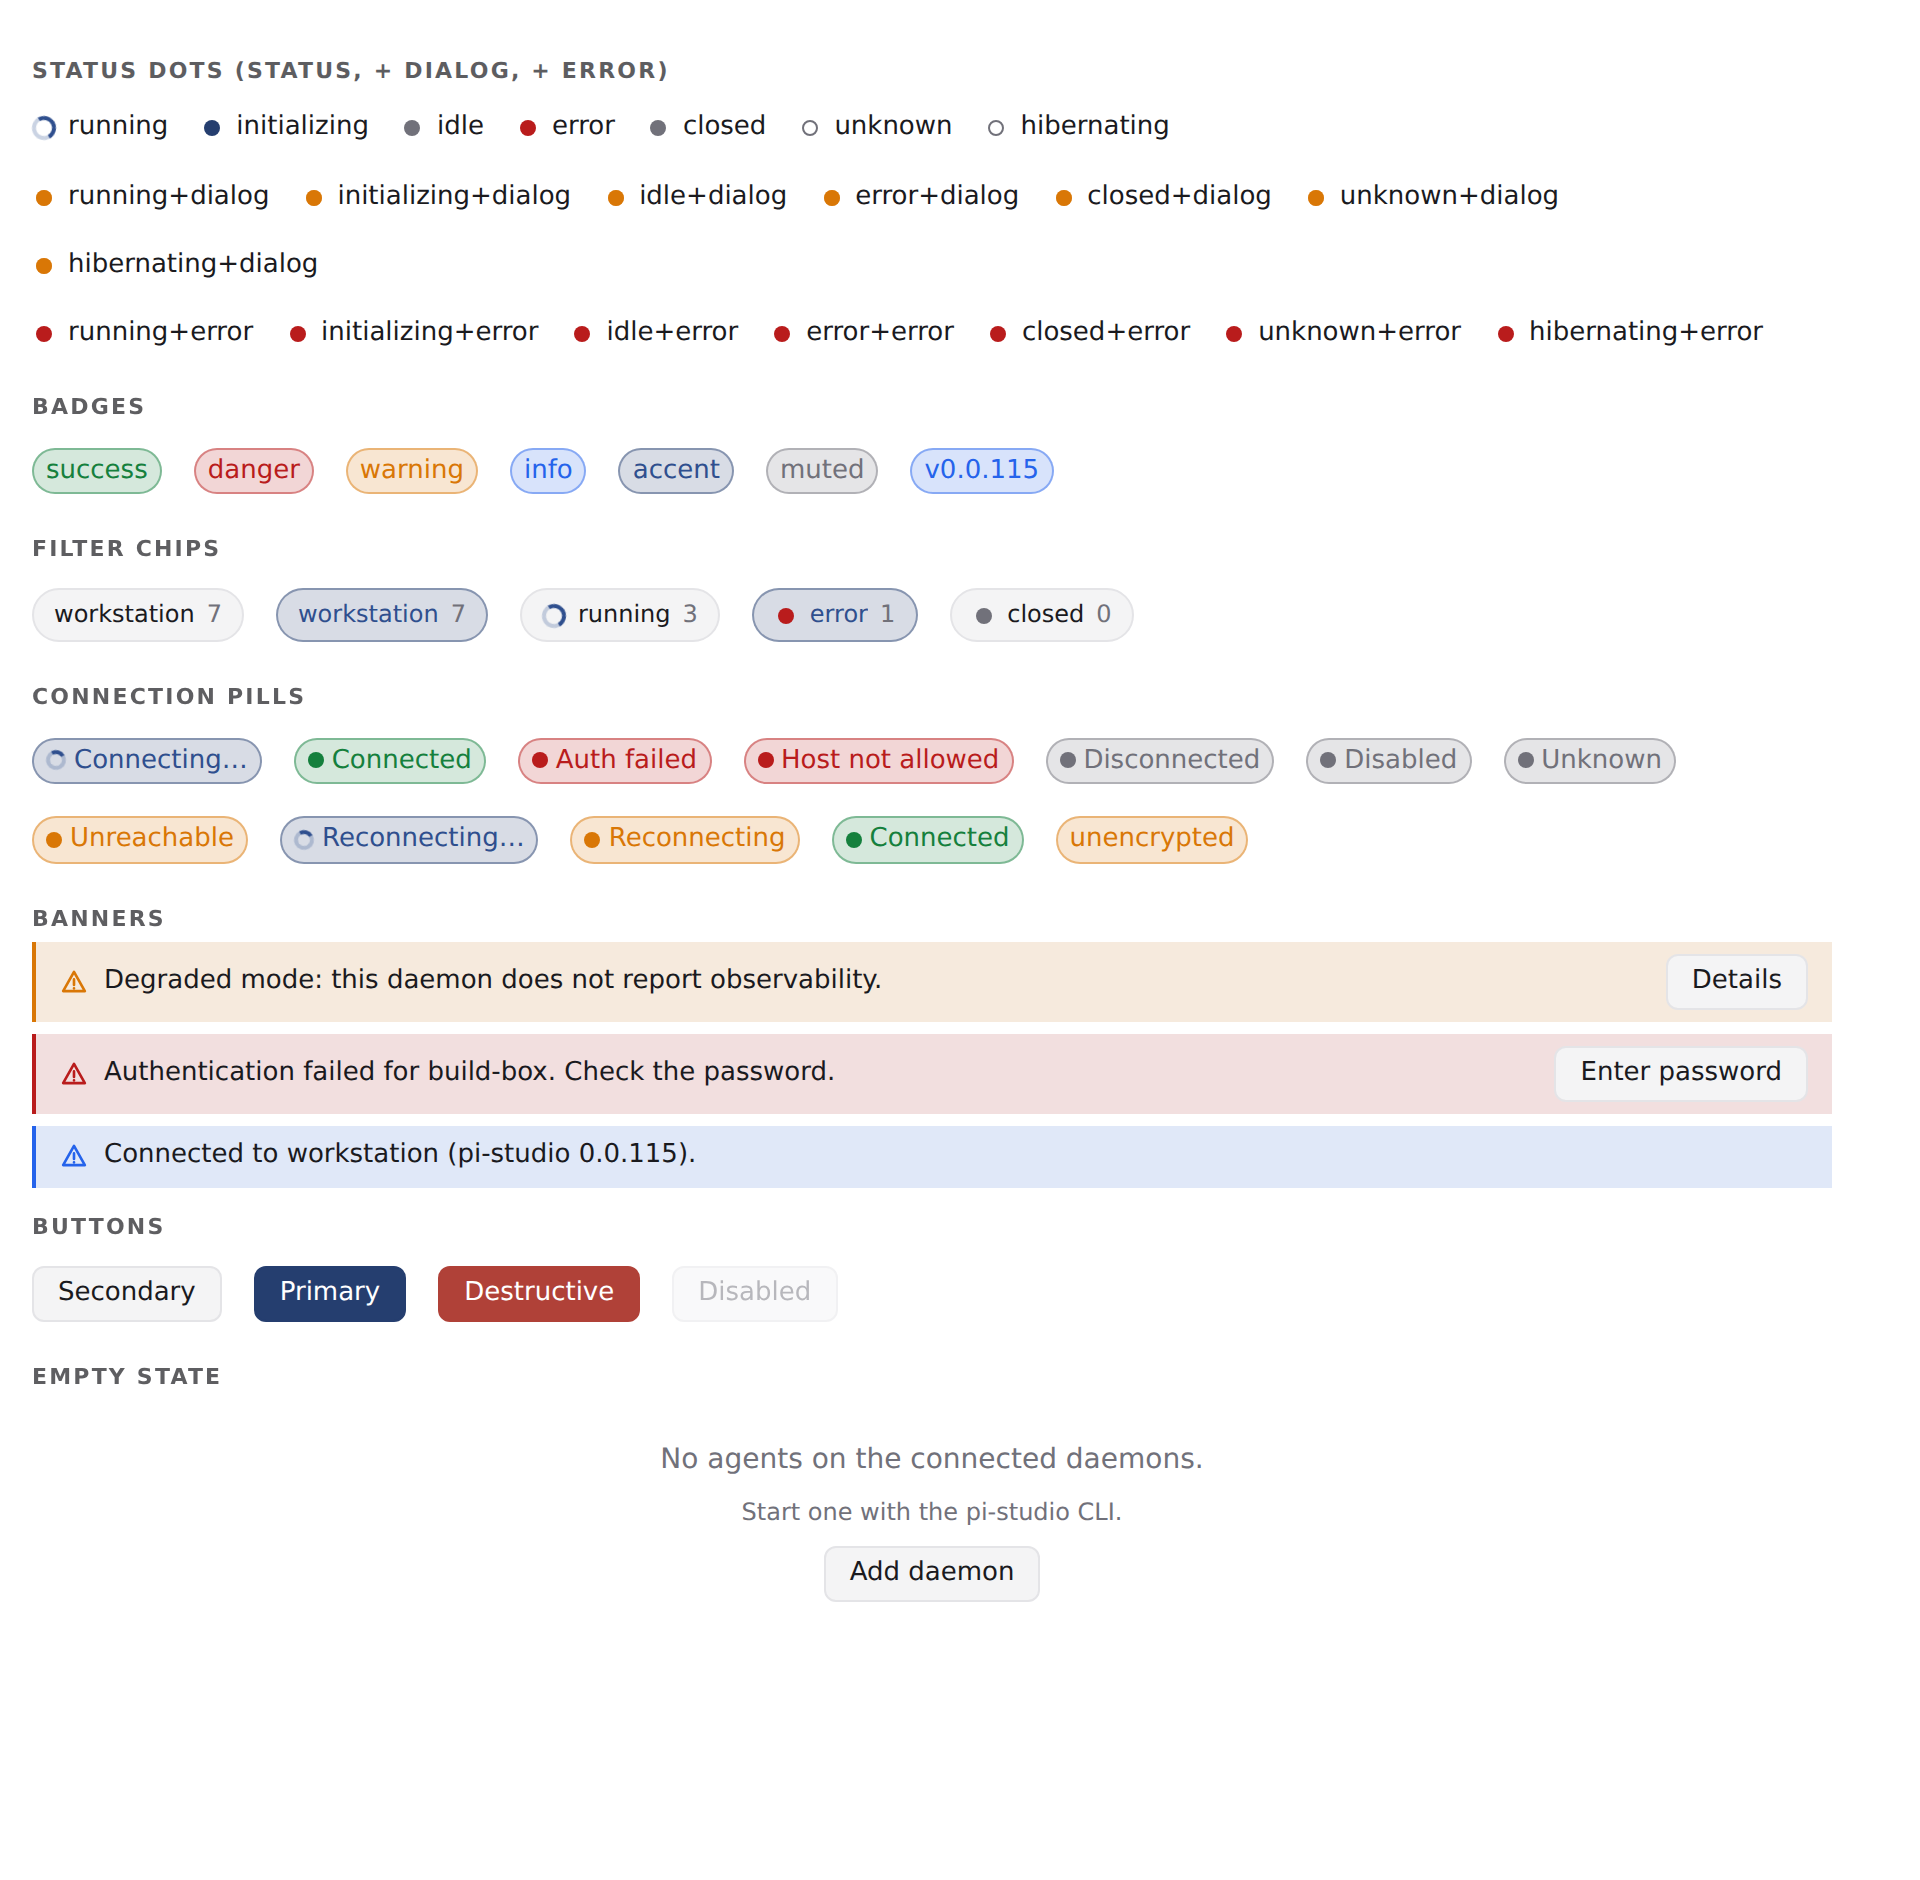 STATUS DOTS (STATUS, + DIALOG, + ERROR)
running initializing idle error closed unknown hibernating
running+dialog initializing+dialog idle+dialog error+dialog closed+dialog unknown+dialog
hibernating+dialog
running+error initializing+error idle+error error+error closed+error unknown+error hibernating+error
BADGES
success danger warning info accent muted v0.0.115
FILTER CHIPS
workstation 7 workstation 7 running 3 error 1 closed 0
CONNECTION PILLS
Connecting… Connected Auth failed Host not allowed Disconnected Disabled Unknown
Unreachable Reconnecting… Reconnecting Connected unencrypted
BANNERS
Degraded mode: this daemon does not report observability. Details
Authentication failed for build-box. Check the password. Enter password
Connected to workstation (pi-studio 0.0.115).
BUTTONS
Secondary Primary Destructive Disabled
EMPTY STATE
No agents on the connected daemons.
Start one with the pi-studio CLI.
Add daemon